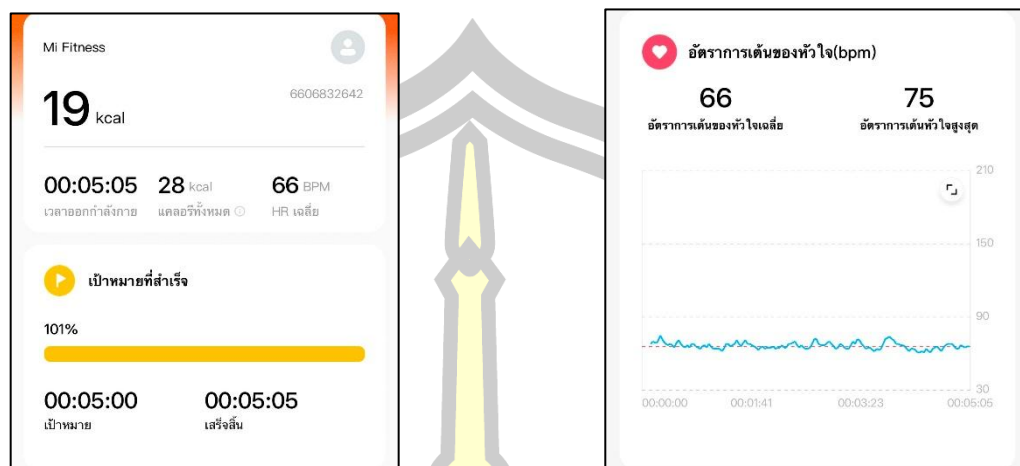 Mi Fitness
19 kcal
6606832642
00:05:05 28 kcal 66 BPM
เวลาออกกำลังกาย แคลอรีทั้งหมด HR เฉลี่ย
เป้าหมายที่สำเร็จ
101%
00:05:00 00:05:05
เป้าหมาย เสร็จสิ้น
อัตราการเต้นของหัวใจ(bpm)
66 75
อัตราการเต้นของหัวใจเฉลี่ย อัตราการเต้นหัวใจสูงสุด
210
150
90
30
00:00:00 00:01:41 00:03:23 00:05:05